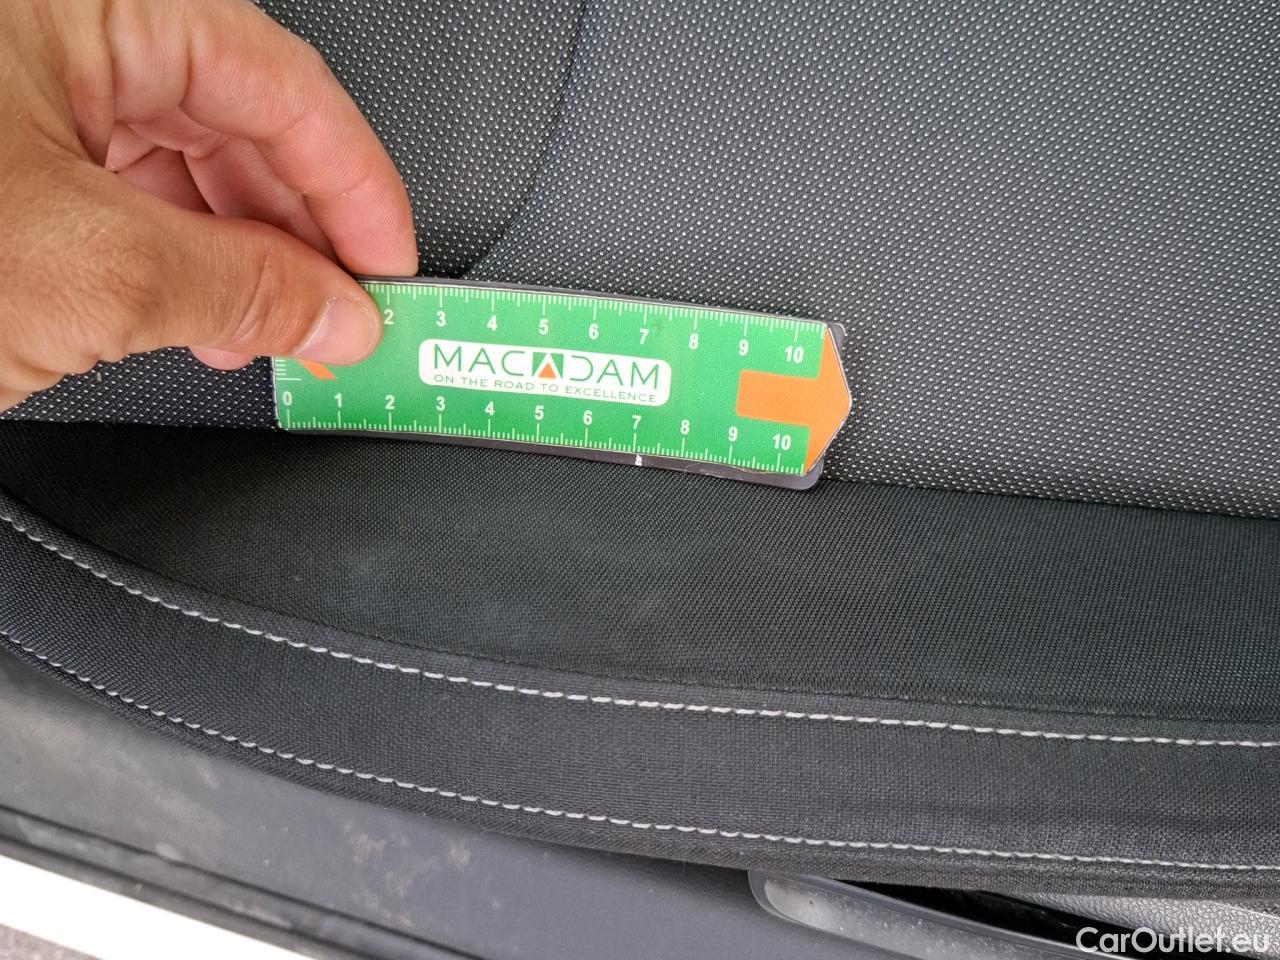 2 3 4 5 6 7 8 9 10
MACADAM
ON THE ROAD TO EXCELLENCE
0 1 2 3 4 5 6 7 8 9 10
CarOutlet.eu